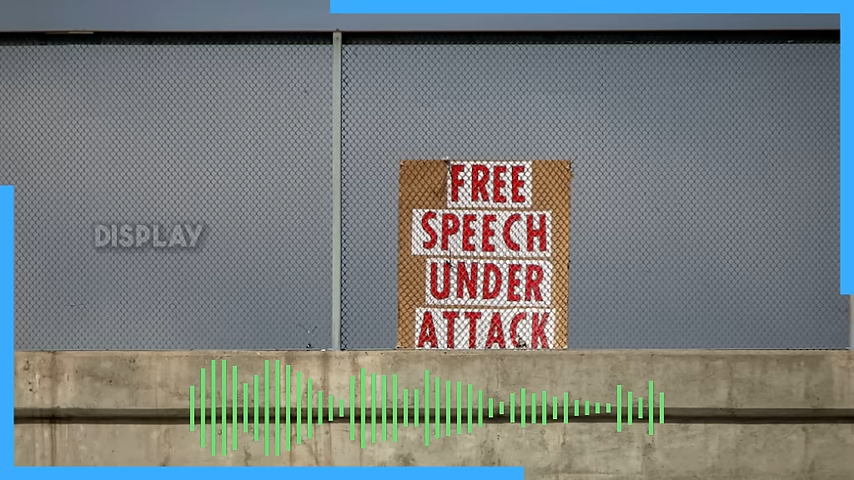 DISPLAY
FREE
SPEECH
UNDER
ATTACK